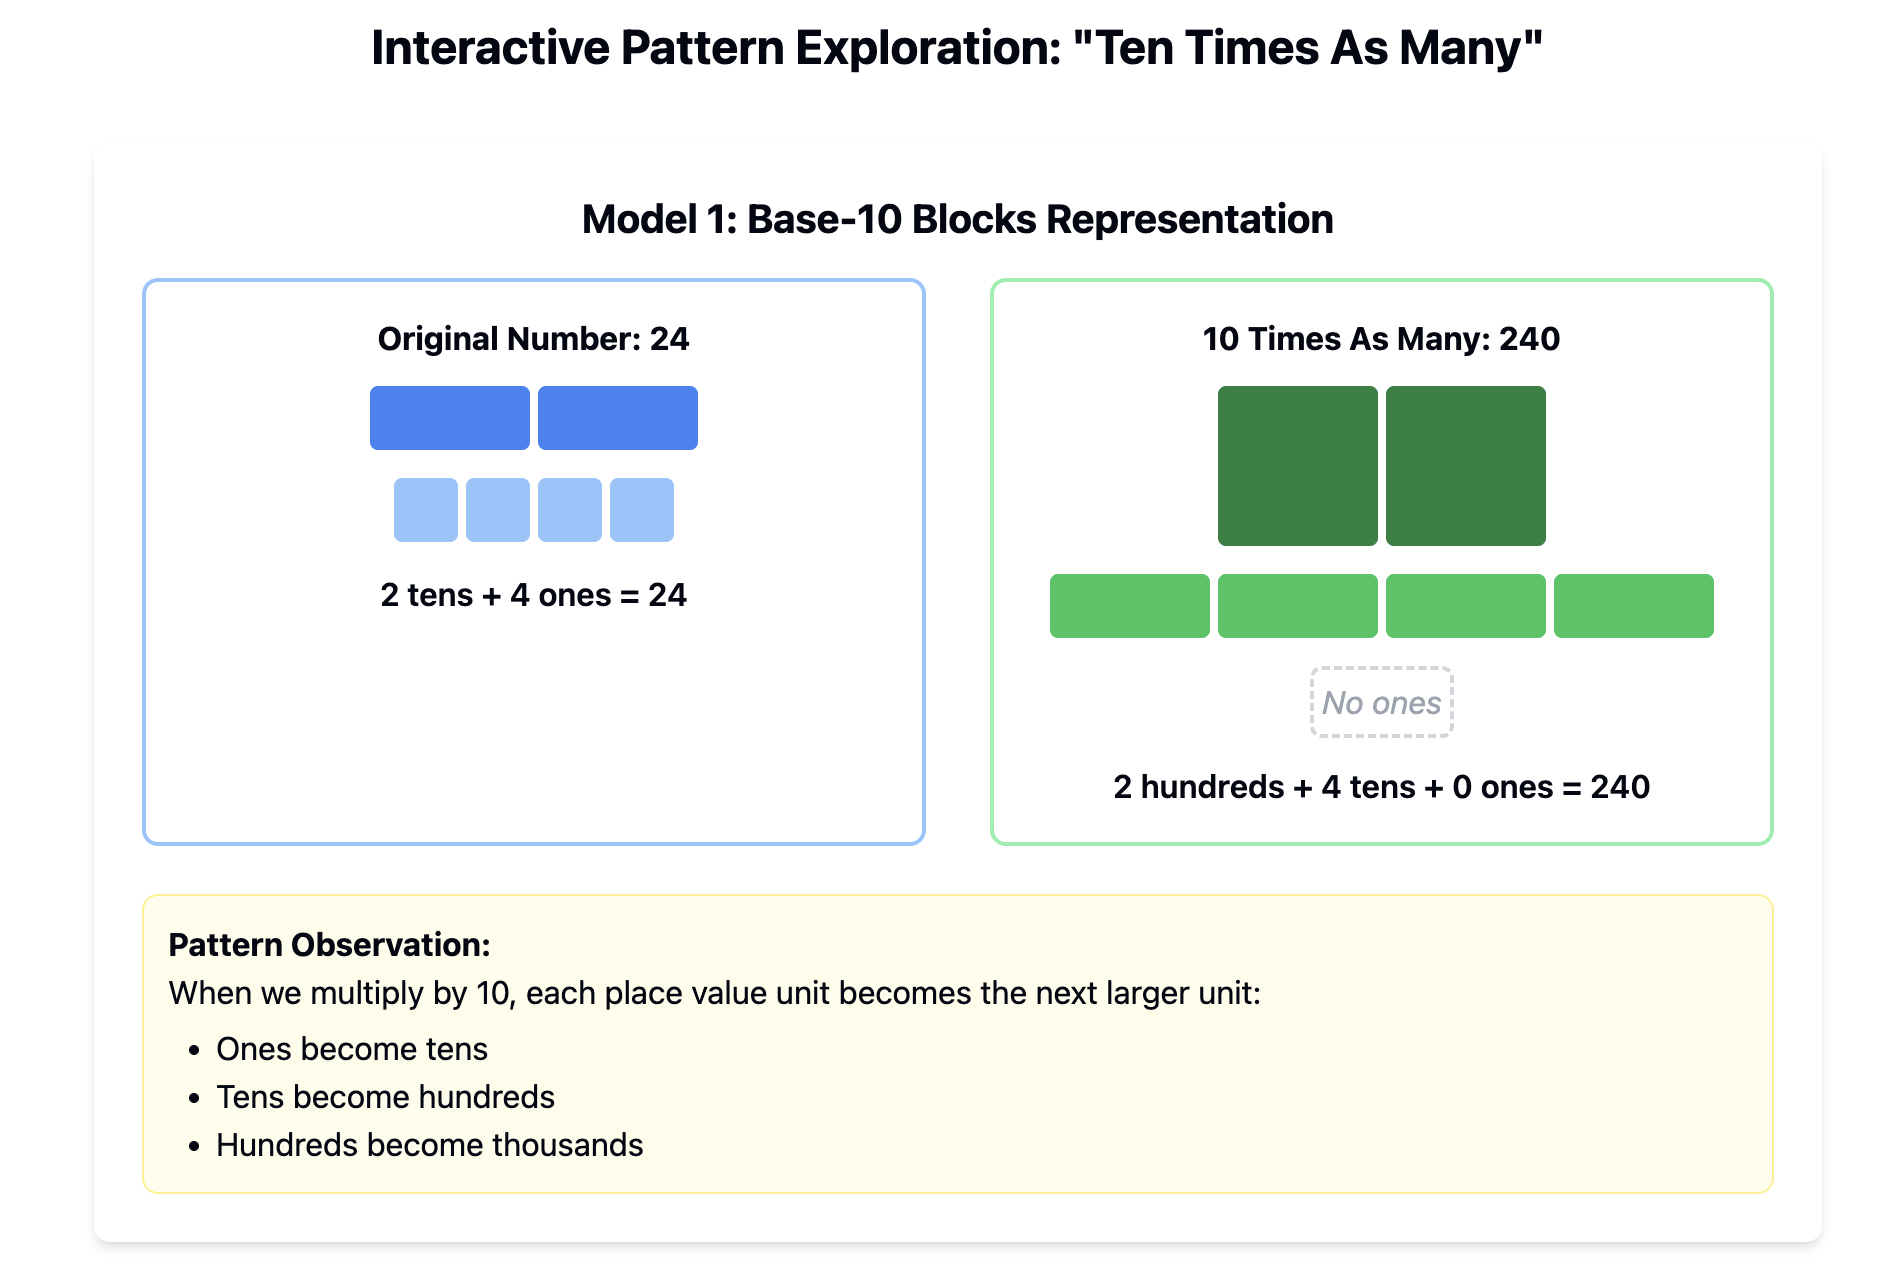 Interactive Pattern Exploration: "Ten Times As Many"
Model 1: Base-10 Blocks Representation
Original Number: 24
2 tens + 4 ones = 24
10 Times As Many: 240
No ones
2 hundreds + 4 tens + 0 ones = 240
Pattern Observation:
When we multiply by 10, each place value unit becomes the next larger unit:
• Ones become tens
• Tens become hundreds
• Hundreds become thousands